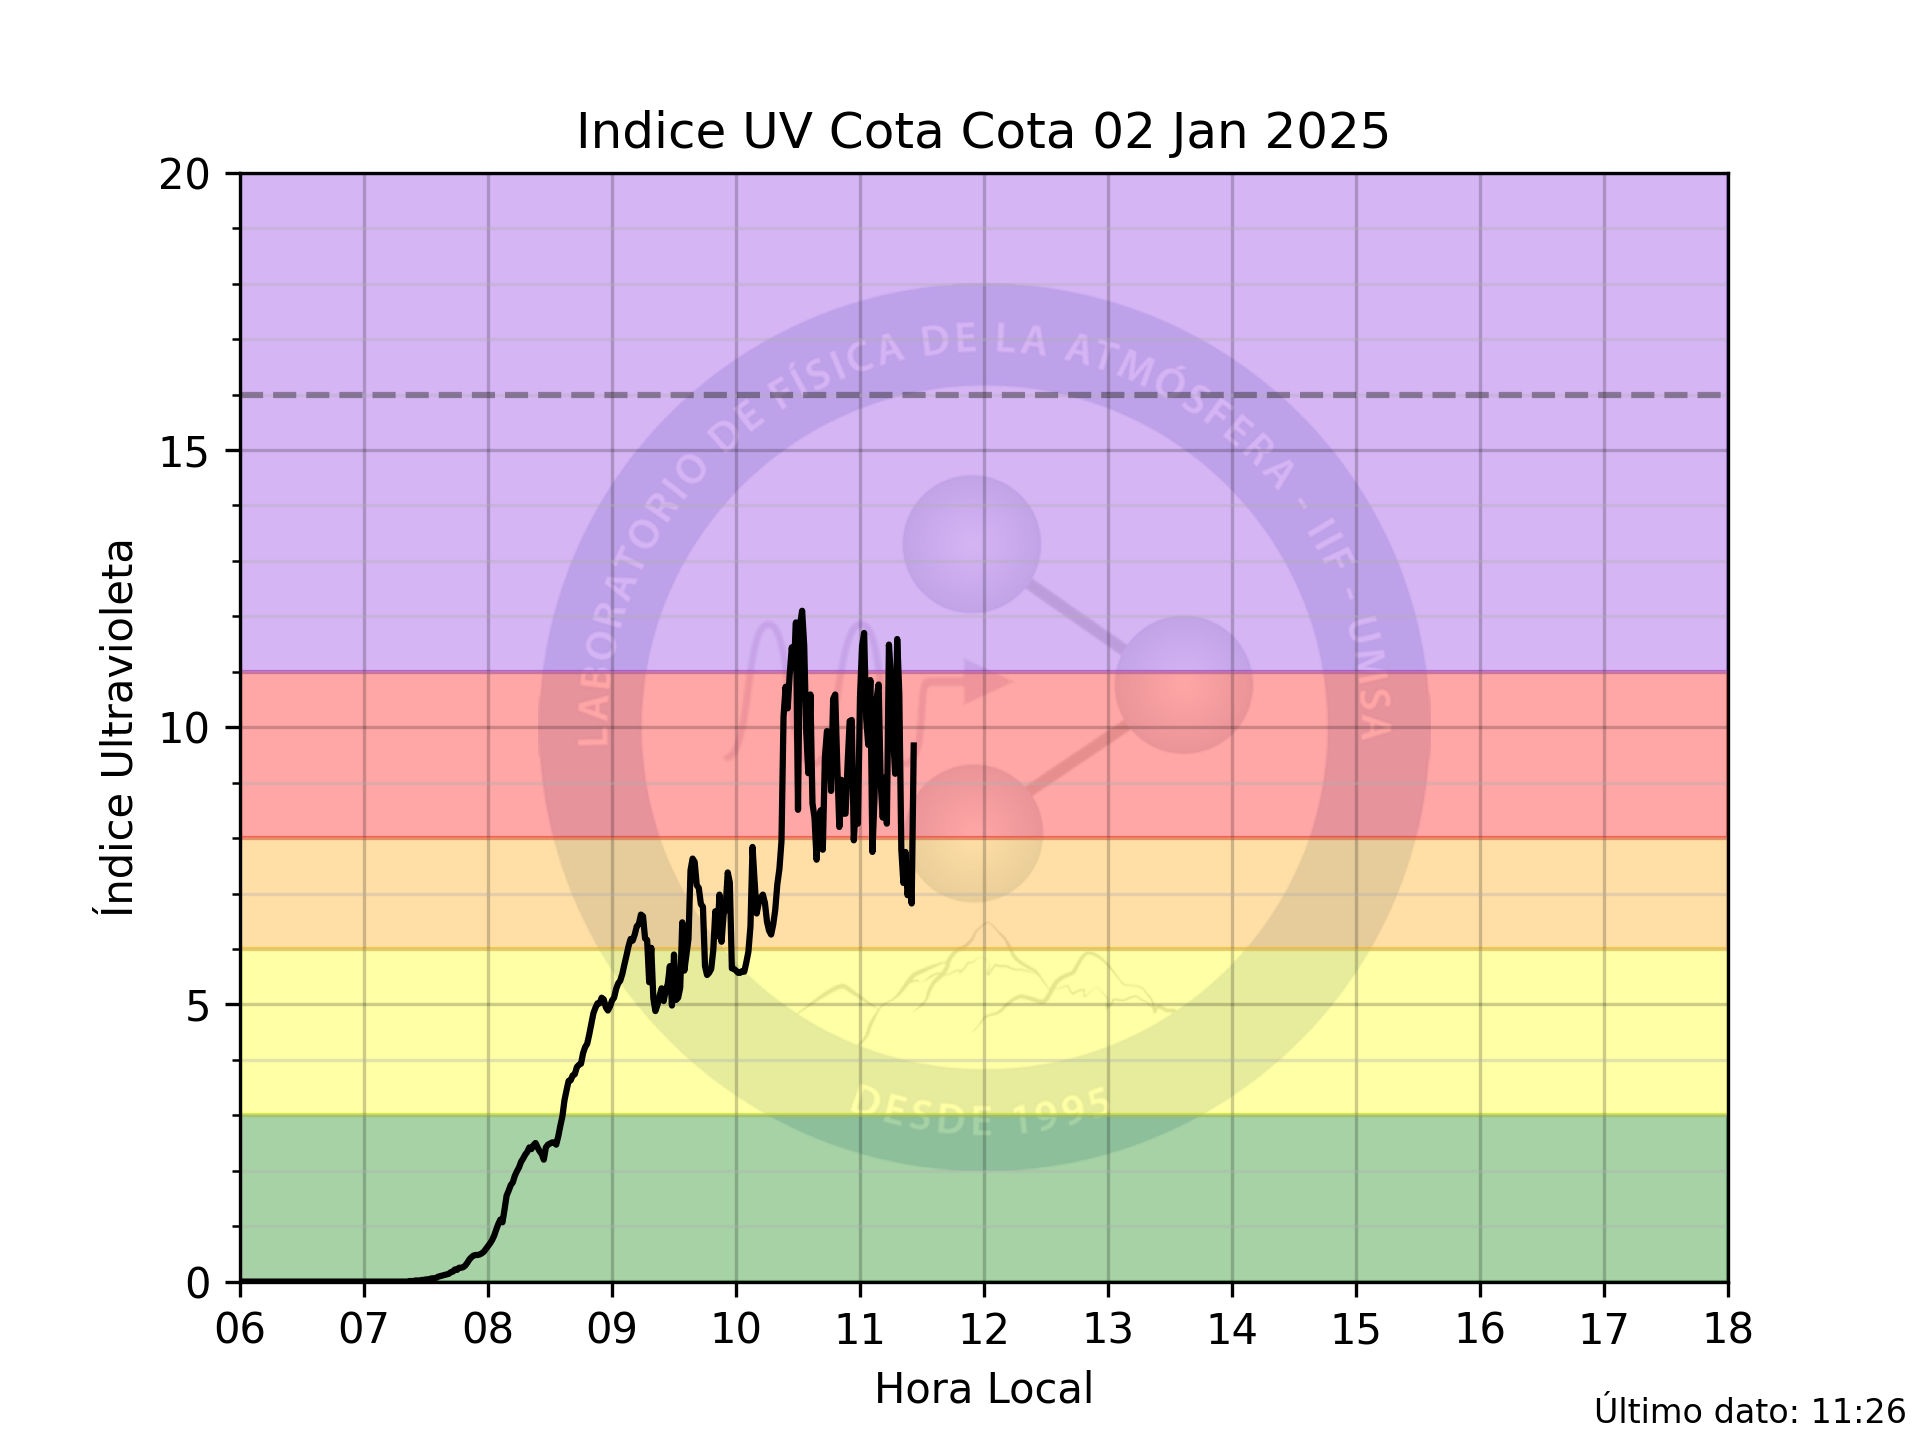 Indice UV Cota Cota 02 Jan 2025
20
15
10
5
0
Índice Ultravioleta
LABORATORIO DE FÍSICA DE LA ATMÓSFERA - IIF - UMSA
DESDE 1995
06 07 08 09 10 11 12 13 14 15 16 17 18
Hora Local
Último dato: 11:26